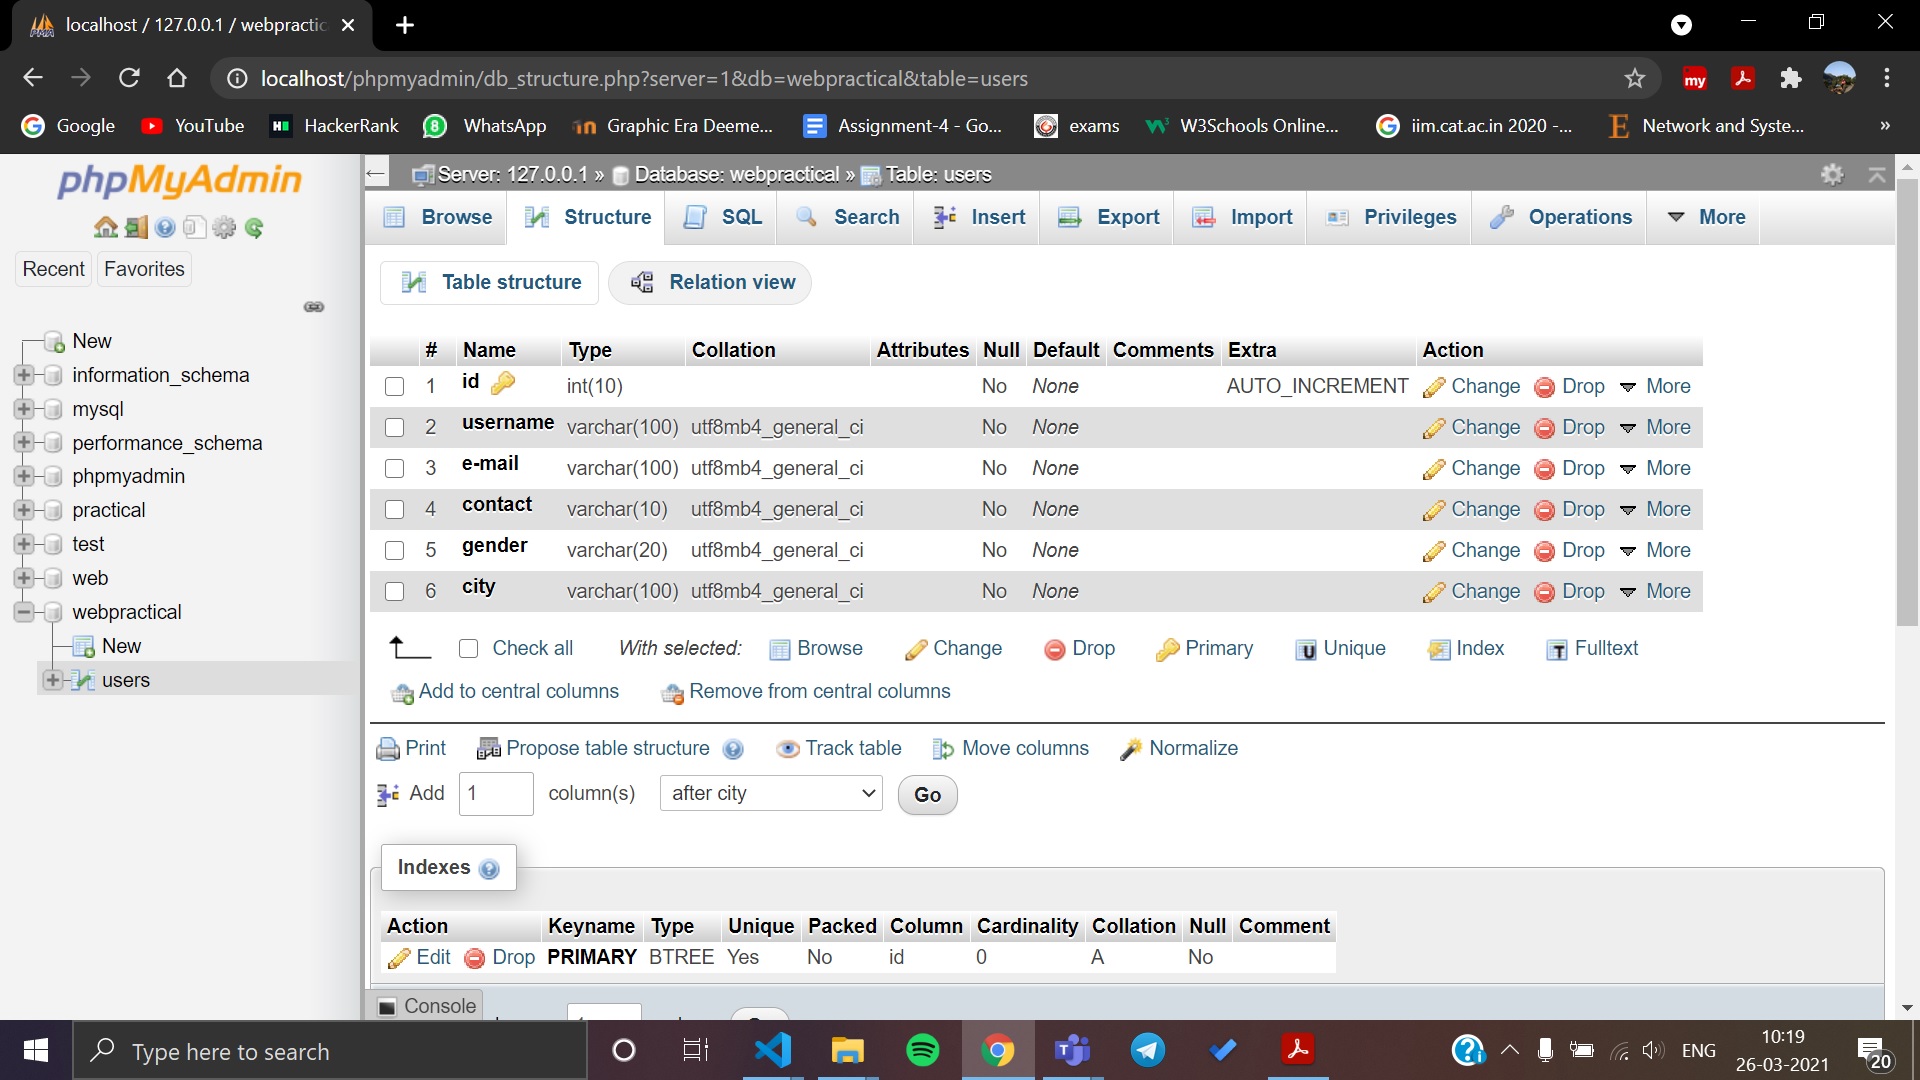 localhost / 127.0.0.1 / webpractic
localhost/phpmyadmin/db_structure.php?server=1&db=webpractical&table=users
Google YouTube HackerRank WhatsApp Graphic Era Deeme... Assignment-4 - Go... exams W3Schools Online... iim.cat.ac.in 2020 -... Network and Syste... »
phpMyAdmin
Recent Favorites
New
information_schema
mysql
performance_schema
phpmyadmin
practical
test
web
webpractical
New
users
Server: 127.0.0.1 » Database: webpractical » Table: users
Browse Structure SQL Search Insert Export Import Privileges Operations More
Table structure Relation view
# Name Type Collation Attributes Null Default Comments Extra Action
1 id int(10) No None AUTO_INCREMENT Change Drop More
2 username varchar(100) utf8mb4_general_ci No None Change Drop More
3 e-mail varchar(100) utf8mb4_general_ci No None Change Drop More
4 contact varchar(10) utf8mb4_general_ci No None Change Drop More
5 gender varchar(20) utf8mb4_general_ci No None Change Drop More
6 city varchar(100) utf8mb4_general_ci No None Change Drop More
Check all With selected: Browse Change Drop Primary Unique Index Fulltext
Add to central columns Remove from central columns
Print Propose table structure Track table Move columns Normalize
Add 1 column(s) after city Go
Indexes
Action Keyname Type Unique Packed Column Cardinality Collation Null Comment
Edit Drop PRIMARY BTREE Yes No id 0 A No
Console
Type here to search
ENG
10:19
26-03-2021
20